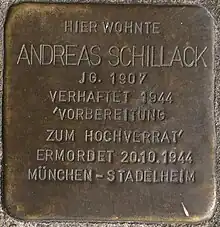 HIER WOHNTE
ANDREAS SCHILLACK
JG. 1907
VERHAFTET 1944
'VORBEREITUNG
ZUM HOCHVERRAT'
ERMORDET 20.10.1944
MÜNCHEN-STADELHEIM